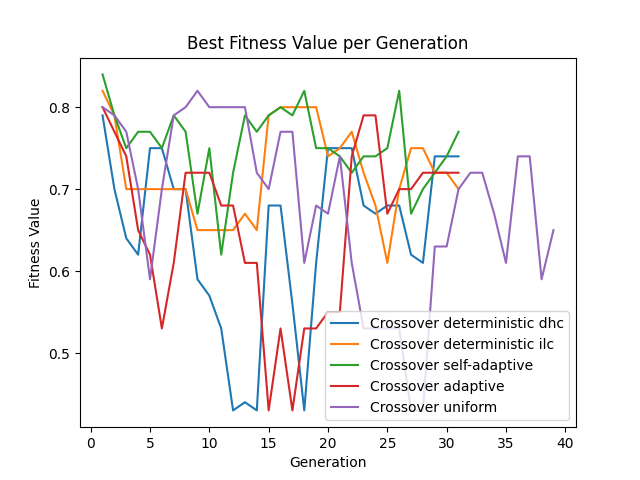 Best Fitness Value per Generation
Fitness Value
0.8
0.7
0.6
0.5
Crossover deterministic dhc
Crossover deterministic ilc
Crossover self-adaptive
Crossover adaptive
Crossover uniform
0 5 10 15 20 25 30 35 40
Generation